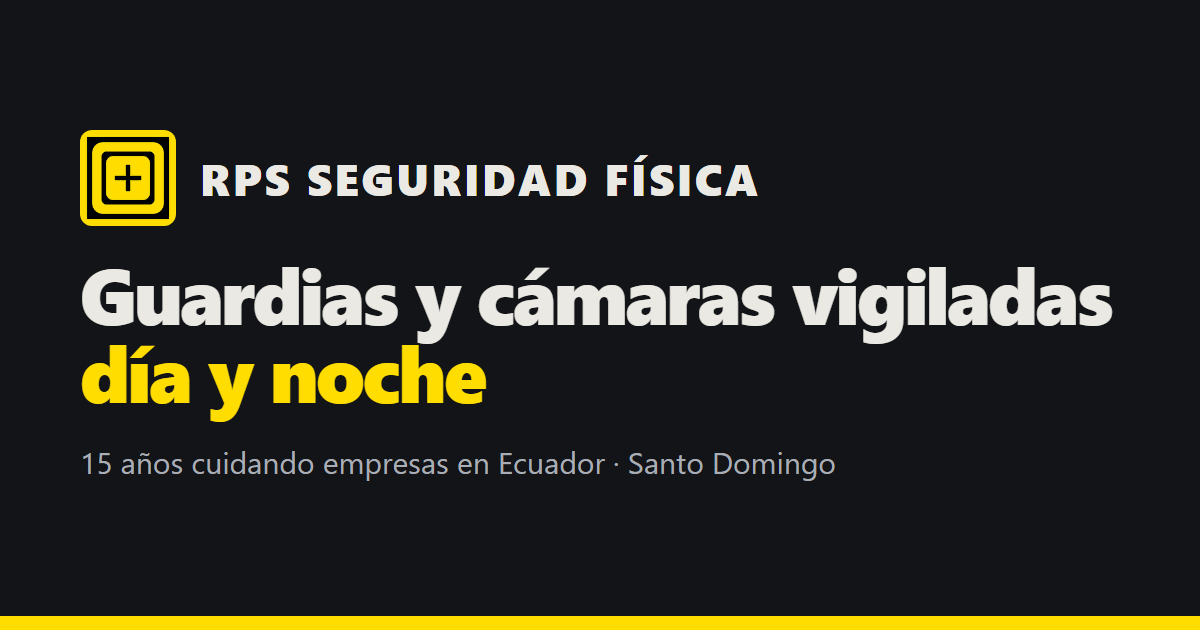 RPS SEGURIDAD FÍSICA
Guardias y cámaras vigiladas
día y noche
15 años cuidando empresas en Ecuador · Santo Domingo